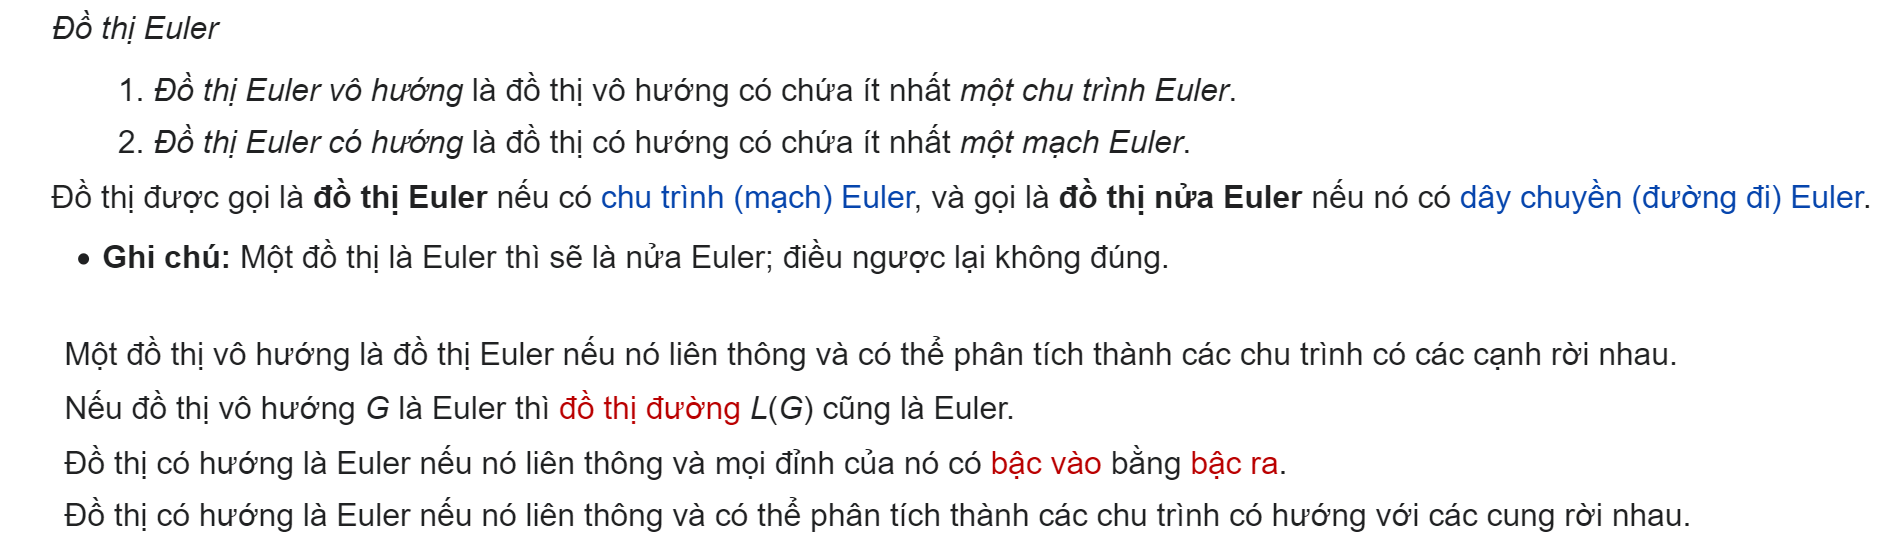 Đồ thị Euler
1. Đồ thị Euler vô hướng là đồ thị vô hướng có chứa ít nhất một chu trình Euler.
2. Đồ thị Euler có hướng là đồ thị có hướng có chứa ít nhất một mạch Euler.
Đồ thị được gọi là đồ thị Euler nếu có chu trình (mạch) Euler, và gọi là đồ thị nửa Euler nếu nó có dây chuyền (đường đi) Euler.
• Ghi chú: Một đồ thị là Euler thì sẽ là nửa Euler; điều ngược lại không đúng.
Một đồ thị vô hướng là đồ thị Euler nếu nó liên thông và có thể phân tích thành các chu trình có các cạnh rời nhau.
Nếu đồ thị vô hướng G là Euler thì đồ thị đường L(G) cũng là Euler.
Đồ thị có hướng là Euler nếu nó liên thông và mọi đỉnh của nó có bậc vào bằng bậc ra.
Đồ thị có hướng là Euler nếu nó liên thông và có thể phân tích thành các chu trình có hướng với các cung rời nhau.